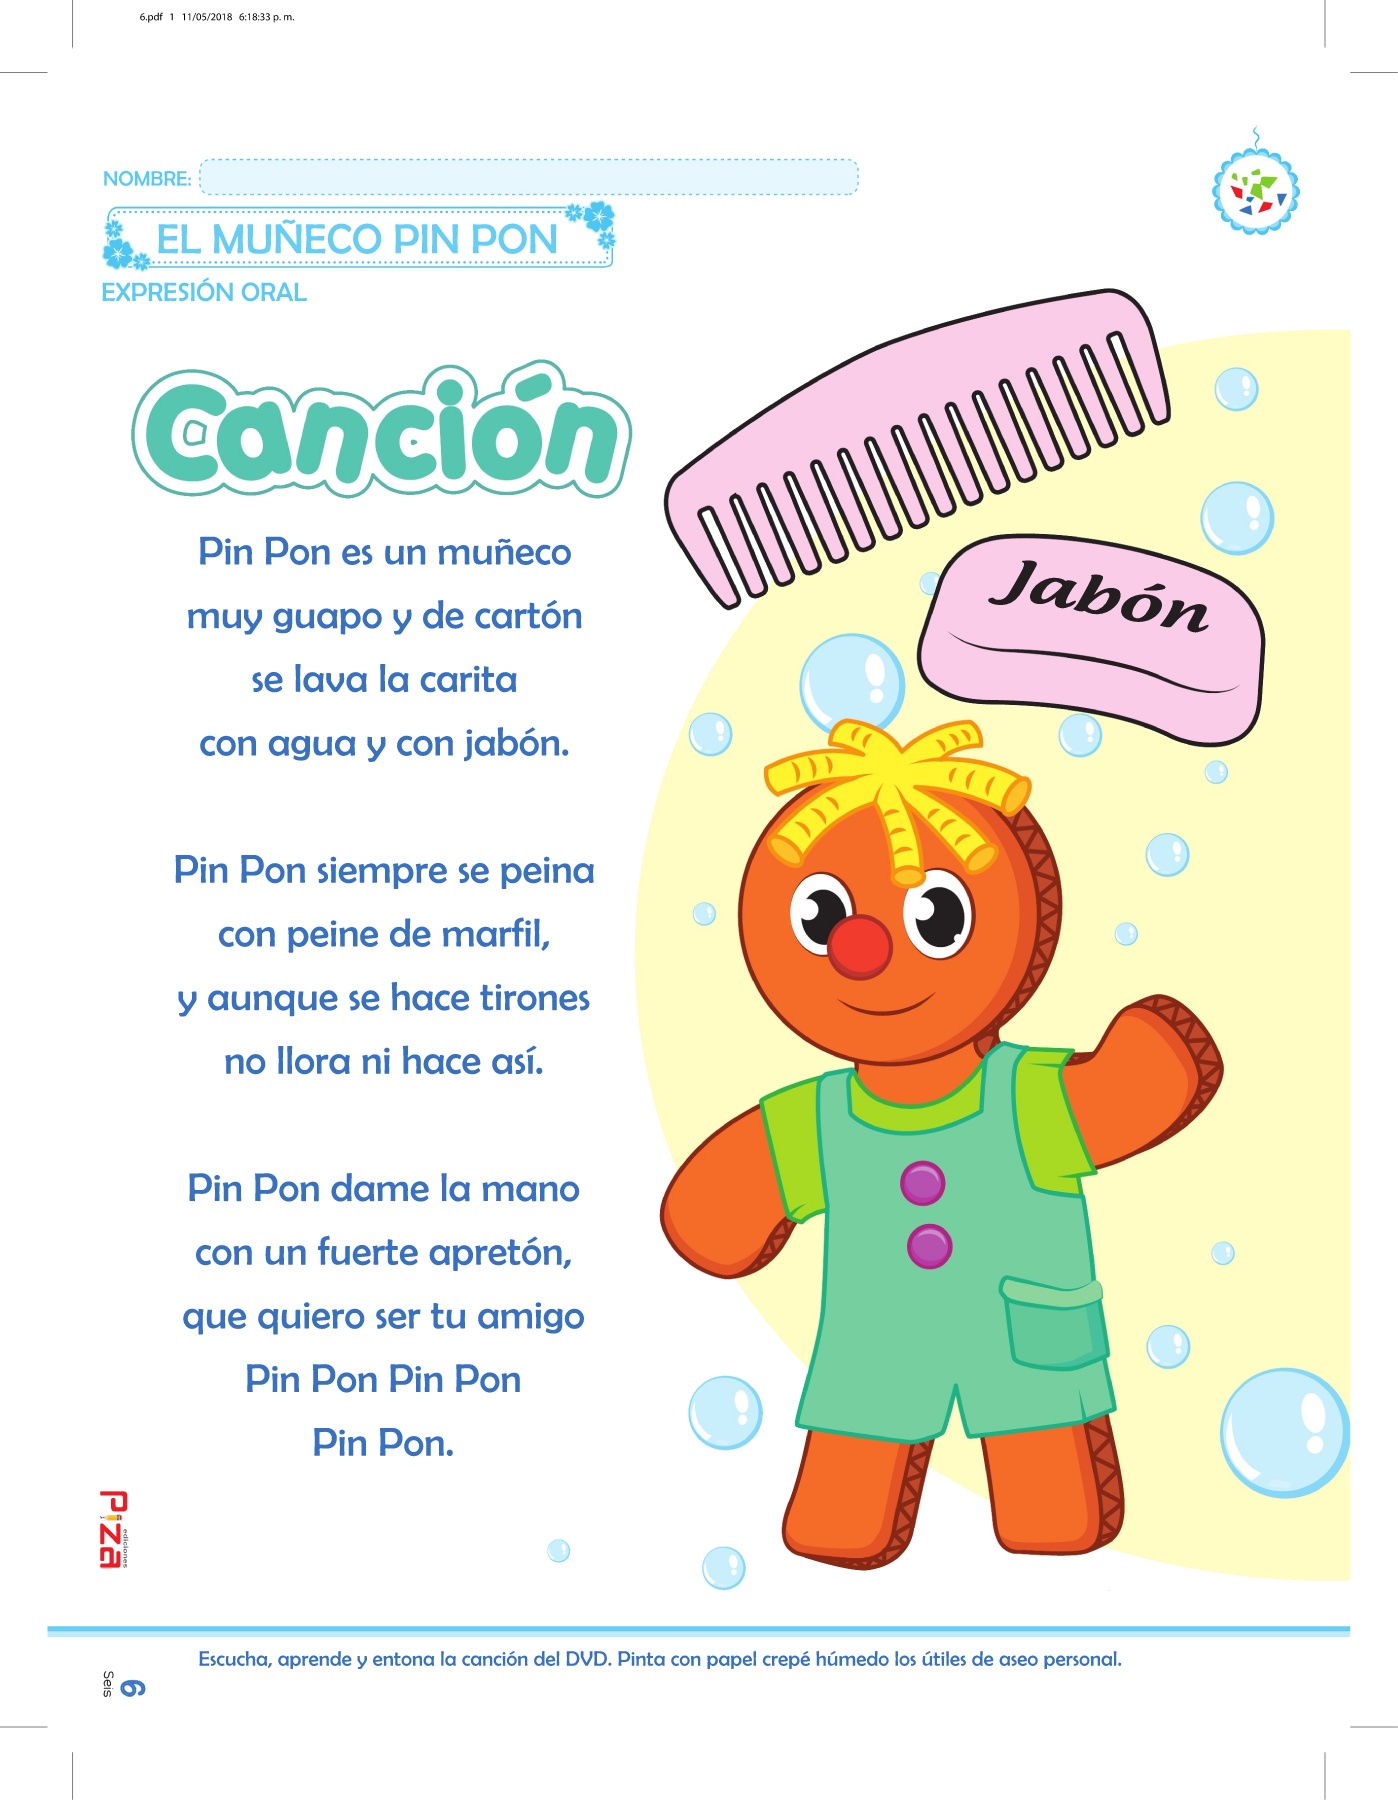 6.pdf 1 11/05/2018 6:18:33 p. m.
NOMBRE:
EL MUÑECO PIN PON
EXPRESIÓN ORAL
Canción
Pin Pon es un muñeco
muy guapo y de cartón
se lava la carita
con agua y con jabón.
Pin Pon siempre se peina
con peine de marfil,
y aunque se hace tirones
no llora ni hace así.
Pin Pon dame la mano
con un fuerte apretón,
que quiero ser tu amigo
Pin Pon Pin Pon
Pin Pon.
Jabón
Piza
ediciones
Escucha, aprende y entona la canción del DVD. Pinta con papel crepé húmedo los útiles de aseo personal.
6
Seis